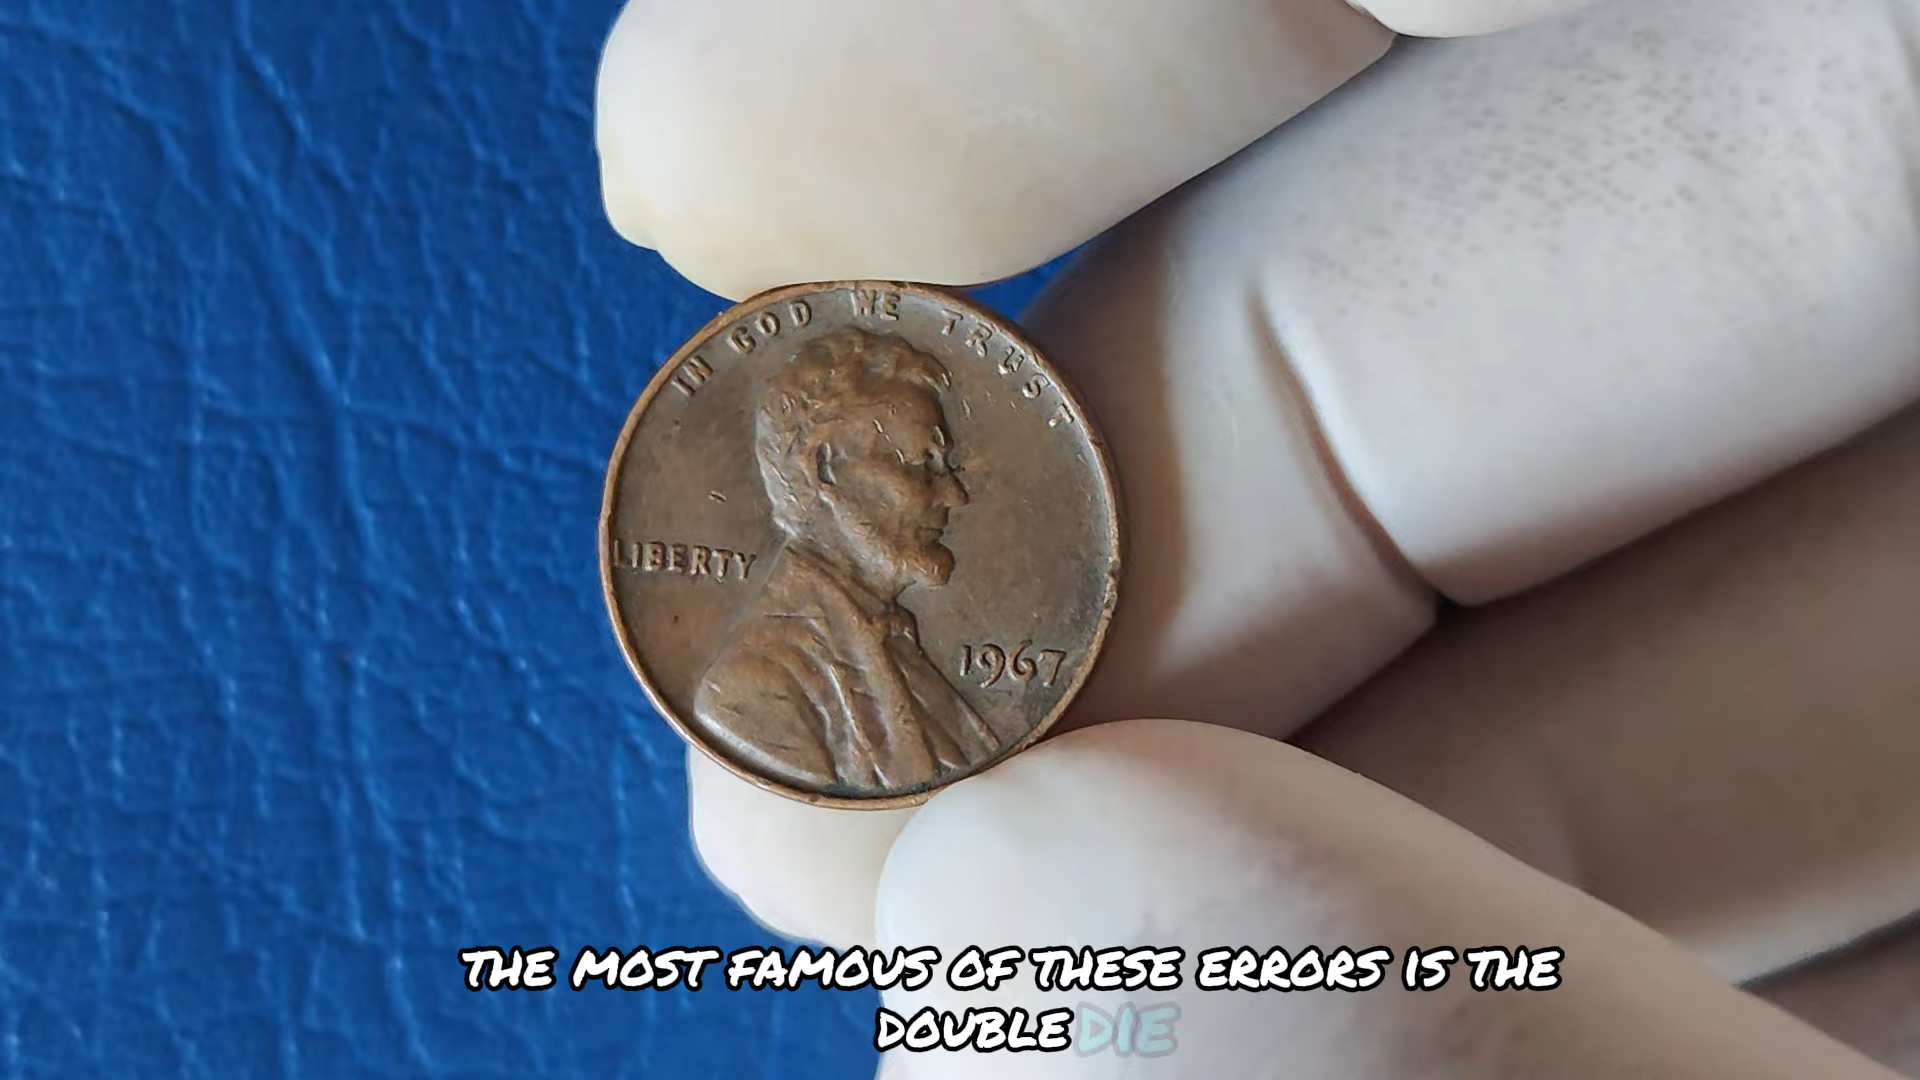 IN GOD WE TRUST
LIBERTY
1967
THE MOST FAMOUS OF THESE ERRORS IS THE
DOUBLE DIE